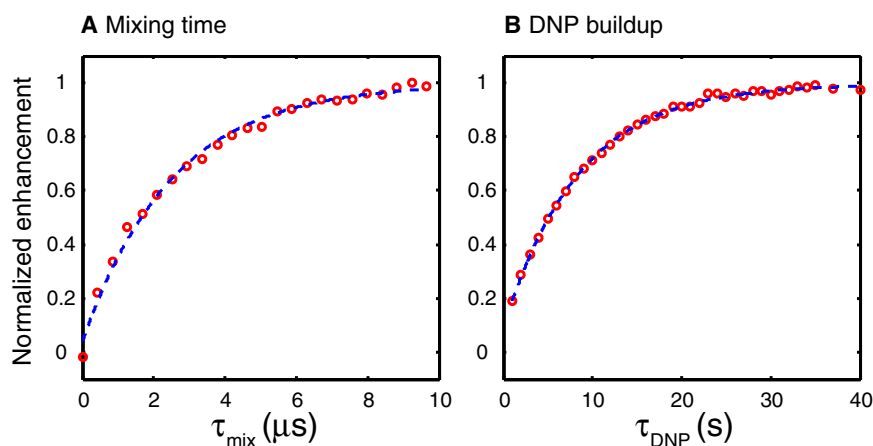 A Mixing time
B DNP buildup
Normalized enhancement
1
0.8
0.6
0.4
0.2
0
0 2 4 6 8 10
τmix (μs)
1
0.8
0.6
0.4
0.2
0
0 10 20 30 40
τDNP (s)